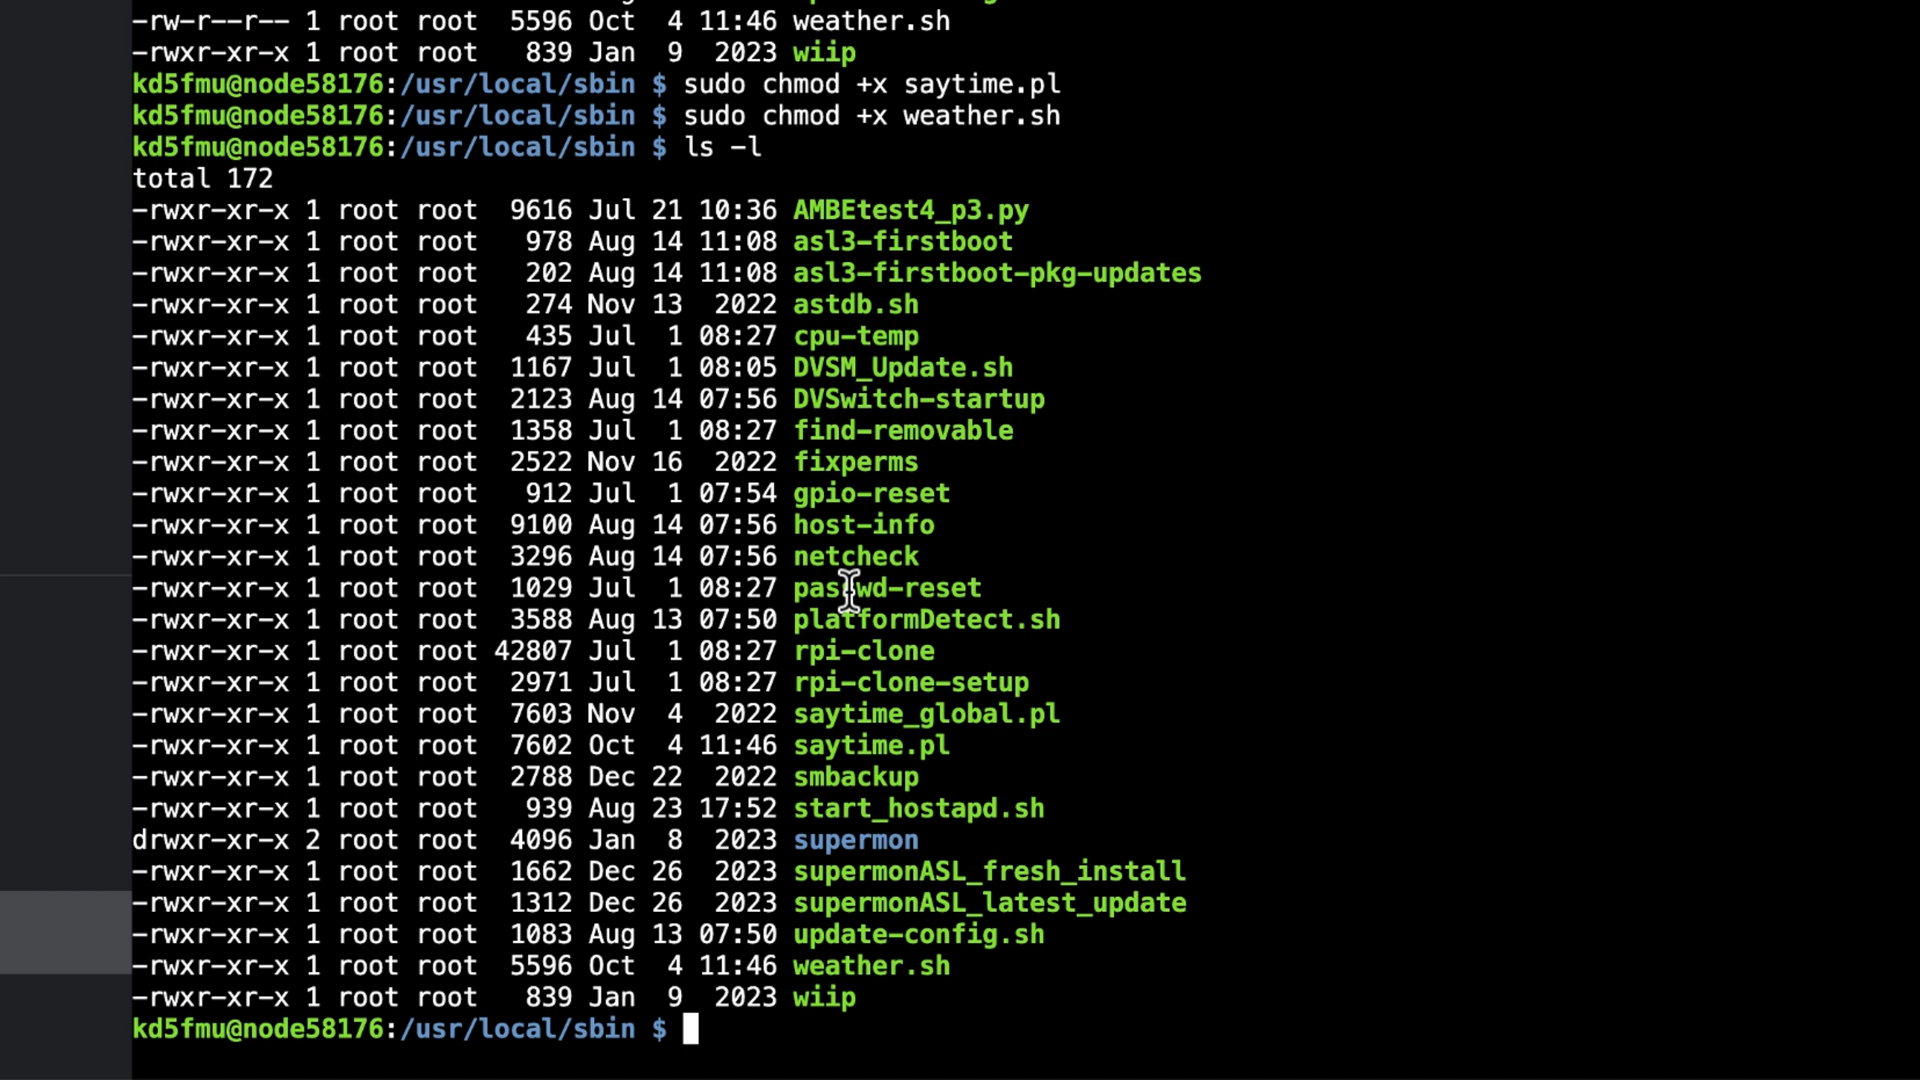 -rw-r--r-- 1 root root  5596 Oct  4 11:46 weather.sh
-rwxr-xr-x 1 root root   839 Jan  9  2023 wiip
kd5fmu@node58176:/usr/local/sbin $ sudo chmod +x saytime.pl
kd5fmu@node58176:/usr/local/sbin $ sudo chmod +x weather.sh
kd5fmu@node58176:/usr/local/sbin $ ls -l
total 172
-rwxr-xr-x 1 root root  9616 Jul 21 10:36 AMBEtest4_p3.py
-rwxr-xr-x 1 root root   978 Aug 14 11:08 asl3-firstboot
-rwxr-xr-x 1 root root   202 Aug 14 11:08 asl3-firstboot-pkg-updates
-rwxr-xr-x 1 root root   274 Nov 13  2022 astdb.sh
-rwxr-xr-x 1 root root   435 Jul  1 08:27 cpu-temp
-rwxr-xr-x 1 root root  1167 Jul  1 08:05 DVSM_Update.sh
-rwxr-xr-x 1 root root  2123 Aug 14 07:56 DVSwitch-startup
-rwxr-xr-x 1 root root  1358 Jul  1 08:27 find-removable
-rwxr-xr-x 1 root root  2522 Nov 16  2022 fixperms
-rwxr-xr-x 1 root root   912 Jul  1 07:54 gpio-reset
-rwxr-xr-x 1 root root  9100 Aug 14 07:56 host-info
-rwxr-xr-x 1 root root  3296 Aug 14 07:56 netcheck
-rwxr-xr-x 1 root root  1029 Jul  1 08:27 passwd-reset
-rwxr-xr-x 1 root root  3588 Aug 13 07:50 platformDetect.sh
-rwxr-xr-x 1 root root 42807 Jul  1 08:27 rpi-clone
-rwxr-xr-x 1 root root  2971 Jul  1 08:27 rpi-clone-setup
-rwxr-xr-x 1 root root  7603 Nov  4  2022 saytime_global.pl
-rwxr-xr-x 1 root root  7602 Oct  4 11:46 saytime.pl
-rwxr-xr-x 1 root root  2788 Dec 22  2022 smbackup
-rwxr-xr-x 1 root root   939 Aug 23 17:52 start_hostapd.sh
drwxr-xr-x 2 root root  4096 Jan  8  2023 supermon
-rwxr-xr-x 1 root root  1662 Dec 26  2023 supermonASL_fresh_install
-rwxr-xr-x 1 root root  1312 Dec 26  2023 supermonASL_latest_update
-rwxr-xr-x 1 root root  1083 Aug 13 07:50 update-config.sh
-rwxr-xr-x 1 root root  5596 Oct  4 11:46 weather.sh
-rwxr-xr-x 1 root root   839 Jan  9  2023 wiip
kd5fmu@node58176:/usr/local/sbin $